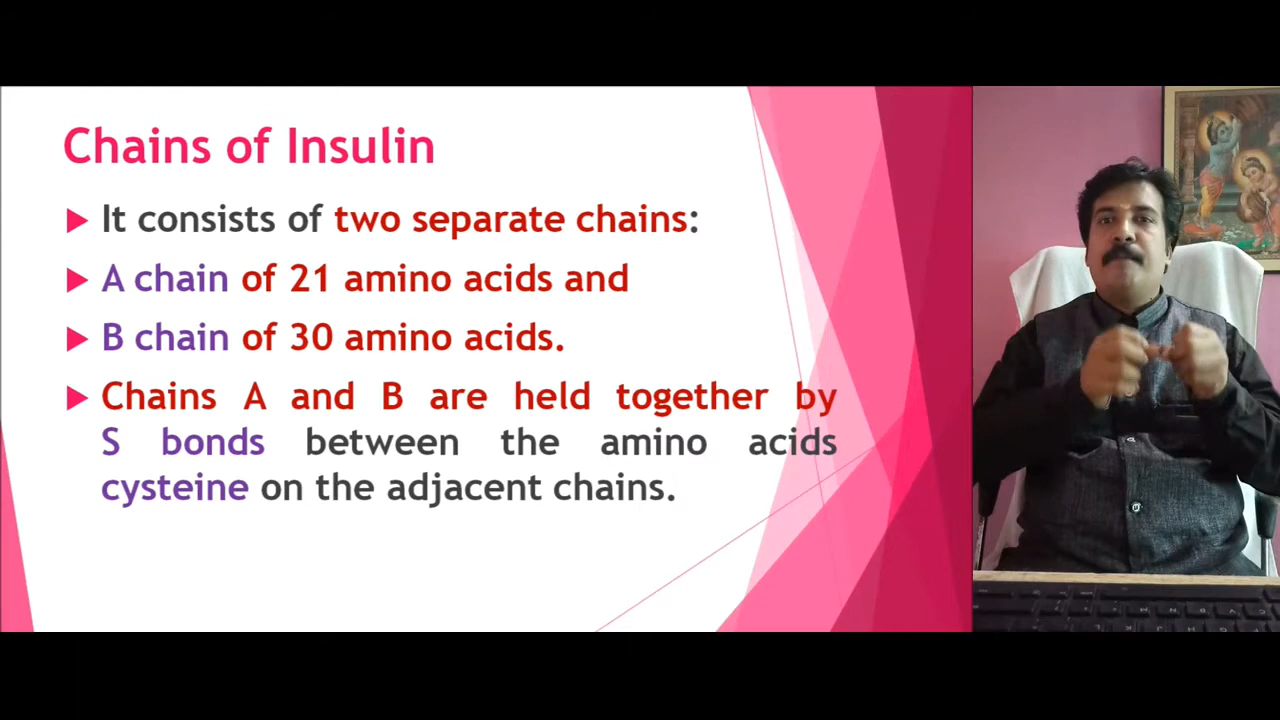 Chains of Insulin
It consists of two separate chains:
A chain of 21 amino acids and
B chain of 30 amino acids.
Chains A and B are held together by
S bonds between the amino acids
cysteine on the adjacent chains.